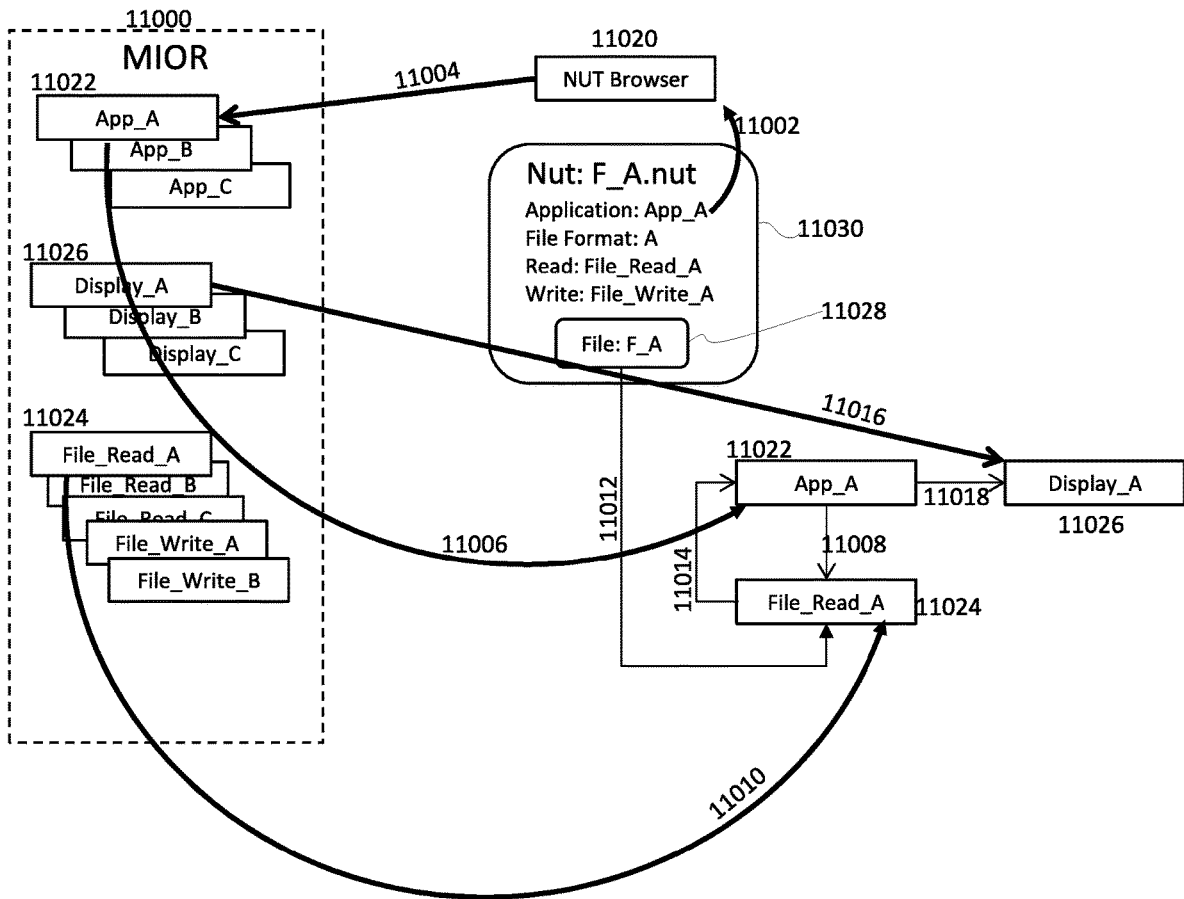 11000
MIOR
11022
App_A
App_B
App_C
11026
Display_A
Display_B
Display_C
11024
File_Read_A
File_Read_B
File_Read_C
File_Write_A
File_Write_B
11004
11020
NUT Browser
11002
Nut: F_A.nut
Application: App_A
File Format: A
Read: File_Read_A
Write: File_Write_A
File: F_A
11030
11028
11016
11022
App_A
11018
Display_A
11026
11012
11014
11008
11006
File_Read_A
11024
11010